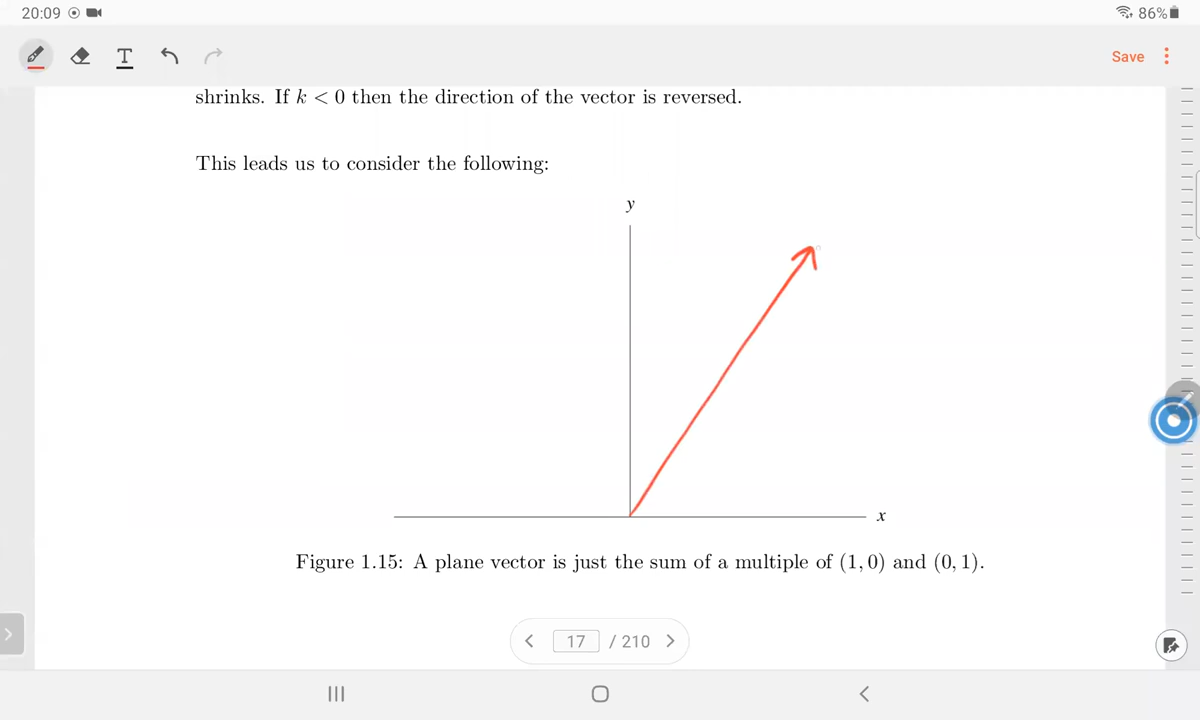 20:09
86%
T
Save
shrinks. If k < 0 then the direction of the vector is reversed.
This leads us to consider the following:
y
x
Figure 1.15: A plane vector is just the sum of a multiple of (1, 0) and (0, 1).
17 / 210